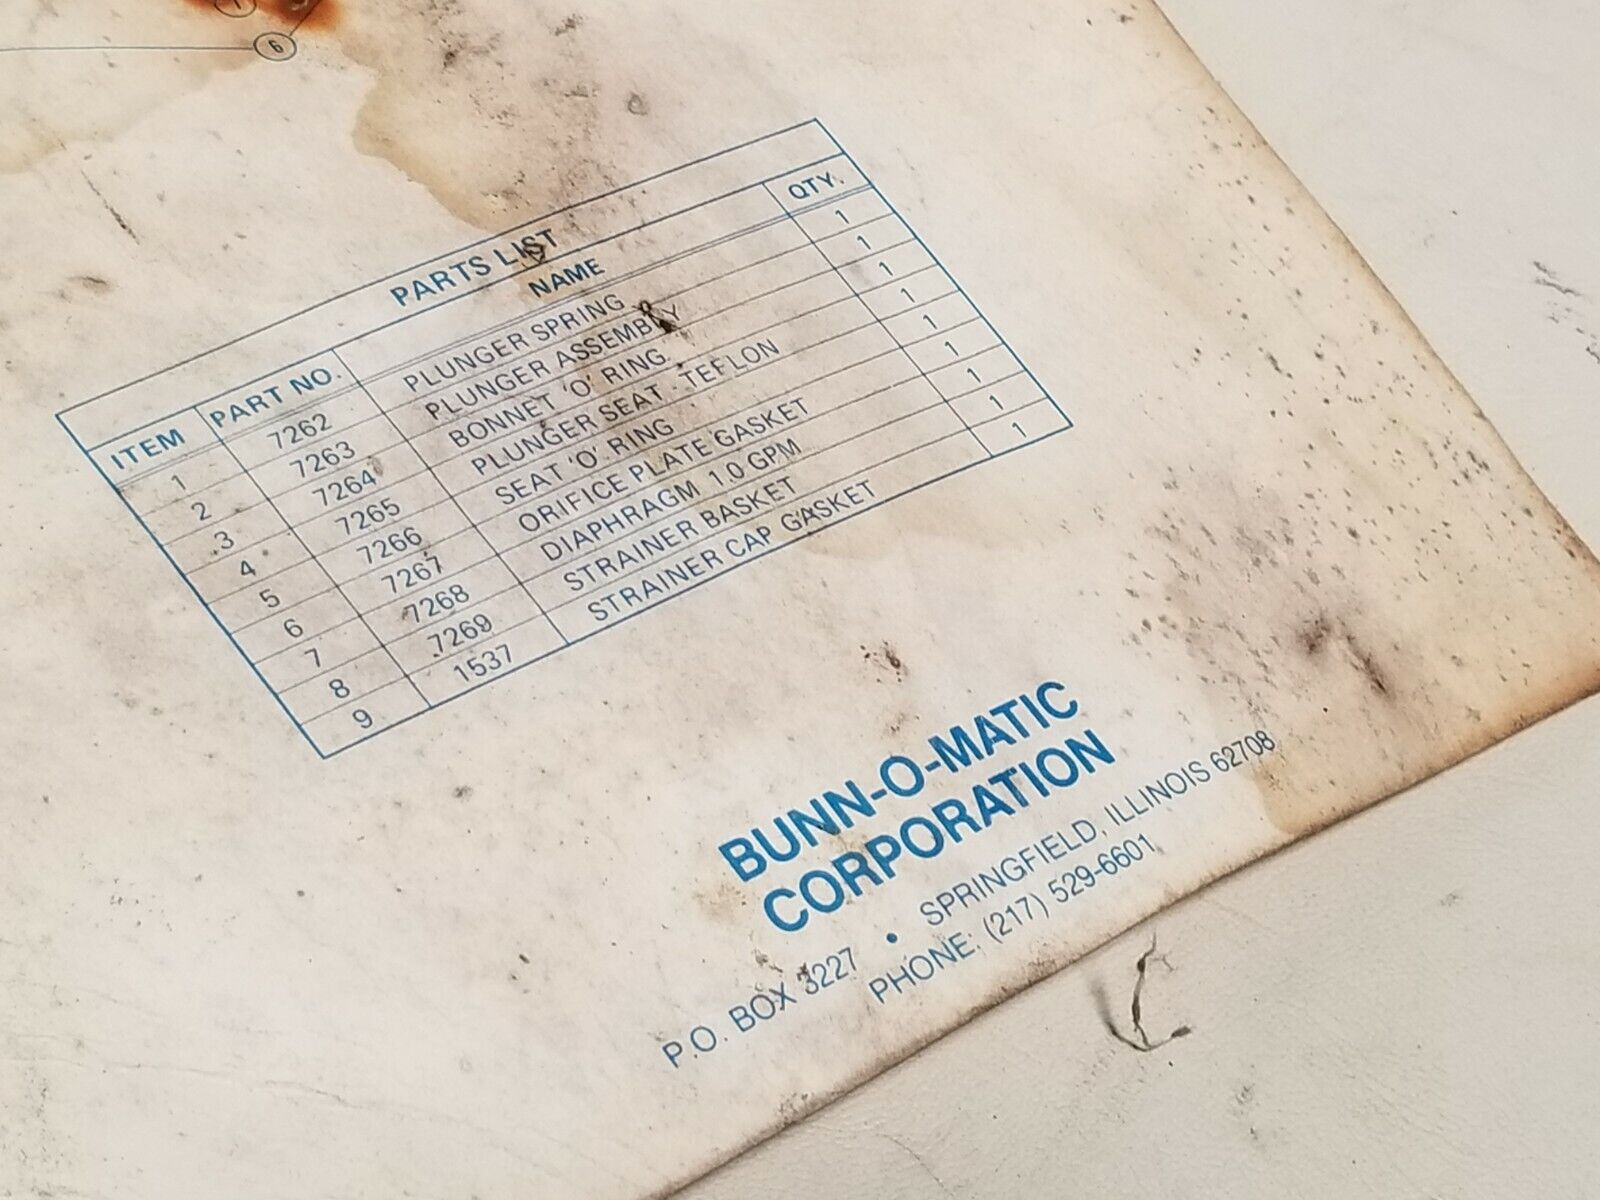 6
PARTS LIST
ITEM PART NO. NAME QTY.
1 7262 PLUNGER SPRING 1
2 7263 PLUNGER ASSEMBLY 1
3 7264 BONNET 'O' RING 1
4 7265 PLUNGER SEAT - TEFLON 1
5 7266 SEAT 'O' RING 1
6 7267 ORIFICE PLATE GASKET 1
7 7268 DIAPHRAGM 1.0 GPM 1
8 7269 STRAINER BASKET 1
9 1537 STRAINER CAP GASKET 1
BUNN-O-MATIC
CORPORATION
P.O. BOX 3227 • SPRINGFIELD, ILLINOIS 62708
PHONE: (217) 529-6601